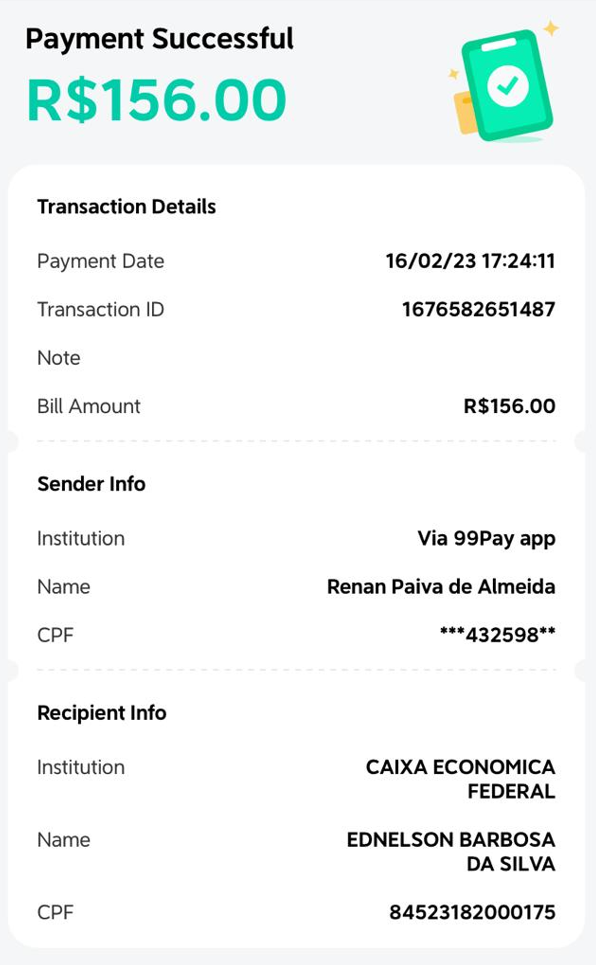 Payment Successful
R$156.00
Transaction Details
Payment Date 16/02/23 17:24:11
Transaction ID 1676582651487
Note
Bill Amount R$156.00
Sender Info
Institution Via 99Pay app
Name Renan Paiva de Almeida
CPF ***432598**
Recipient Info
Institution CAIXA ECONOMICA
FEDERAL
Name EDNELSON BARBOSA
DA SILVA
CPF 84523182000175